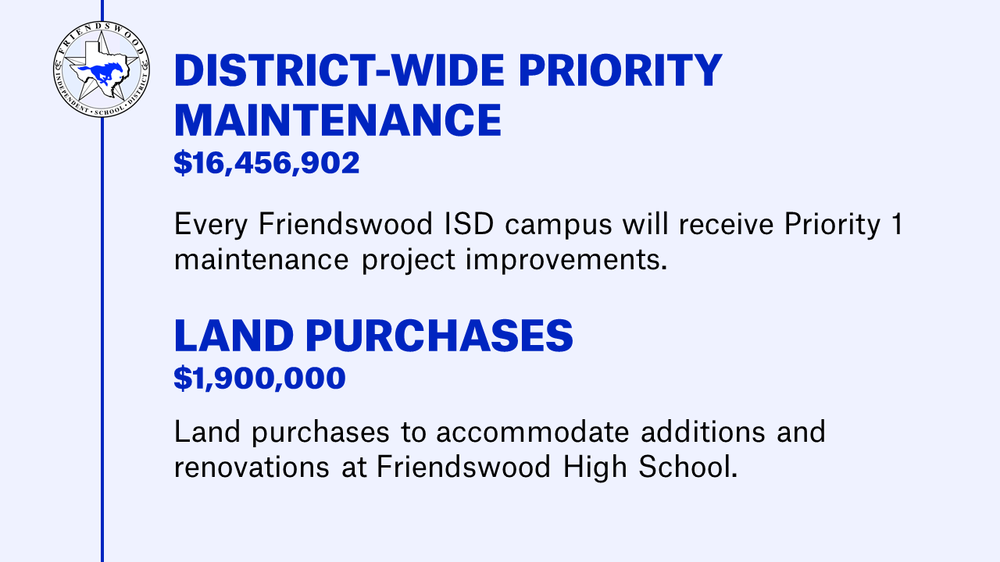 FRIENDSWOOD
INDEPENDENT • SCHOOL • DISTRICT
DISTRICT-WIDE PRIORITY
MAINTENANCE
$16,456,902
Every Friendswood ISD campus will receive Priority 1
maintenance project improvements.
LAND PURCHASES
$1,900,000
Land purchases to accommodate additions and
renovations at Friendswood High School.